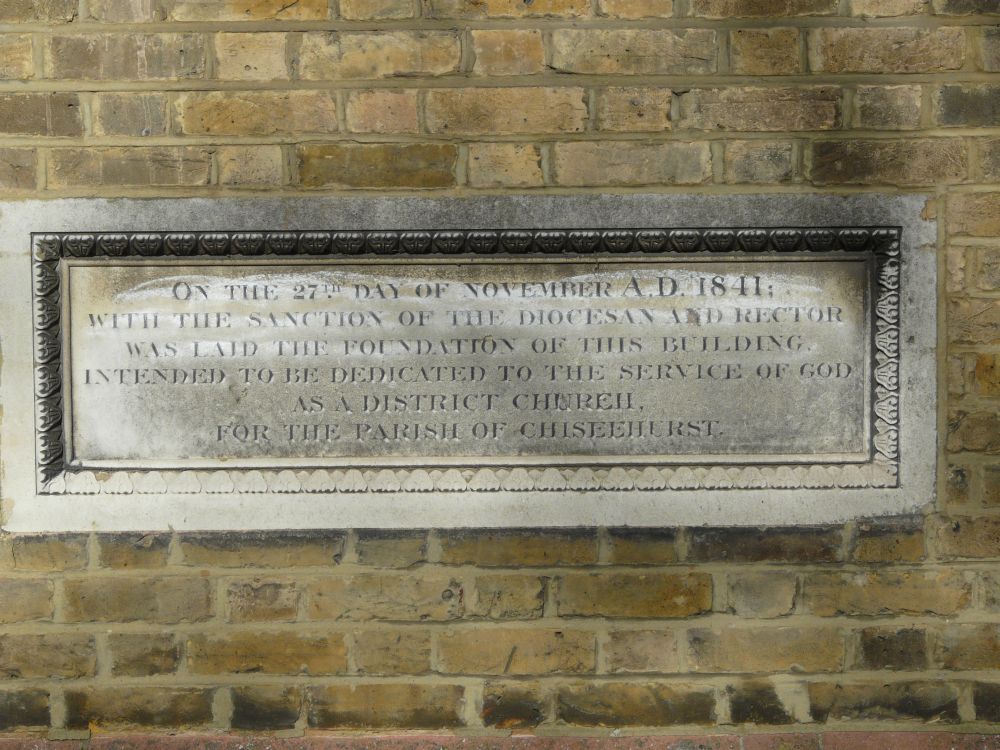 ON THE 27TH DAY OF NOVEMBER A.D. 1841;
WITH THE SANCTION OF THE DIOCESAN AND RECTOR
WAS LAID THE FOUNDATION OF THIS BUILDING,
INTENDED TO BE DEDICATED TO THE SERVICE OF GOD
AS A DISTRICT CHURCH,
FOR THE PARISH OF CHISELHURST.